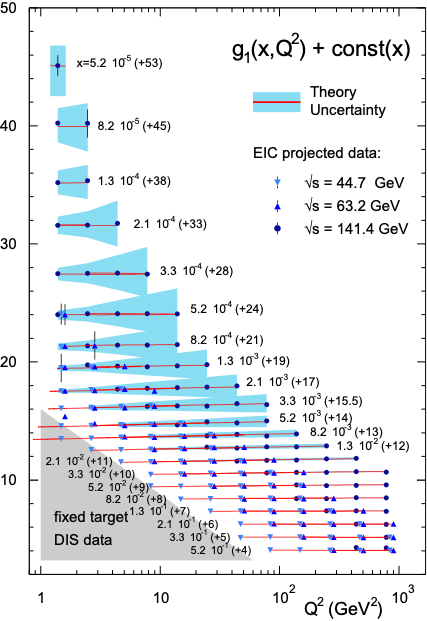 50
g₁(x,Q²) + const(x)
x=5.2 10⁻⁵ (+53)
Theory
Uncertainty
40
8.2 10⁻⁵ (+45)
EIC projected data:
1.3 10⁻⁴ (+38)
√s = 44.7 GeV
√s = 63.2 GeV
2.1 10⁻⁴ (+33)
√s = 141.4 GeV
30
3.3 10⁻⁴ (+28)
5.2 10⁻⁴ (+24)
8.2 10⁻⁴ (+21)
20
1.3 10⁻³ (+19)
2.1 10⁻³ (+17)
3.3 10⁻³ (+15.5)
5.2 10⁻³ (+14)
8.2 10⁻³ (+13)
1.3 10⁻² (+12)
2.1 10⁻² (+11)
10
3.3 10⁻² (+10)
5.2 10⁻² (+9)
8.2 10⁻² (+8)
1.3 10⁻¹ (+7)
fixed target
2.1 10⁻¹ (+6)
3.3 10⁻¹ (+5)
DIS data
5.2 10⁻¹ (+4)
1 10 10² 10³
Q² (GeV²)